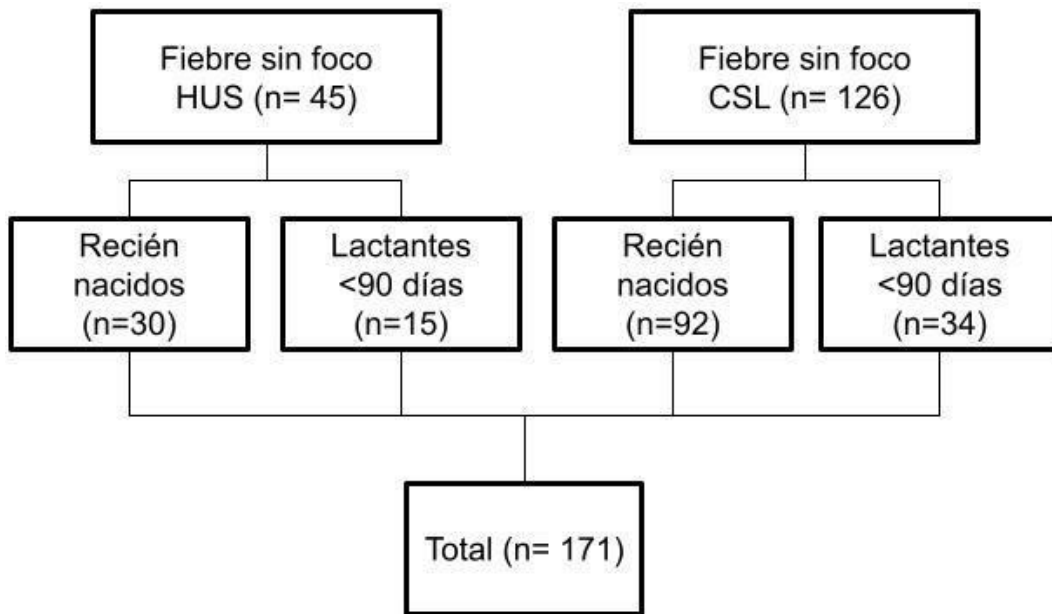 Fiebre sin foco
HUS (n= 45)
Fiebre sin foco
CSL (n= 126)
Recién
nacidos
(n=30)
Lactantes
<90 días
(n=15)
Recién
nacidos
(n=92)
Lactantes
<90 días
(n=34)
Total (n= 171)